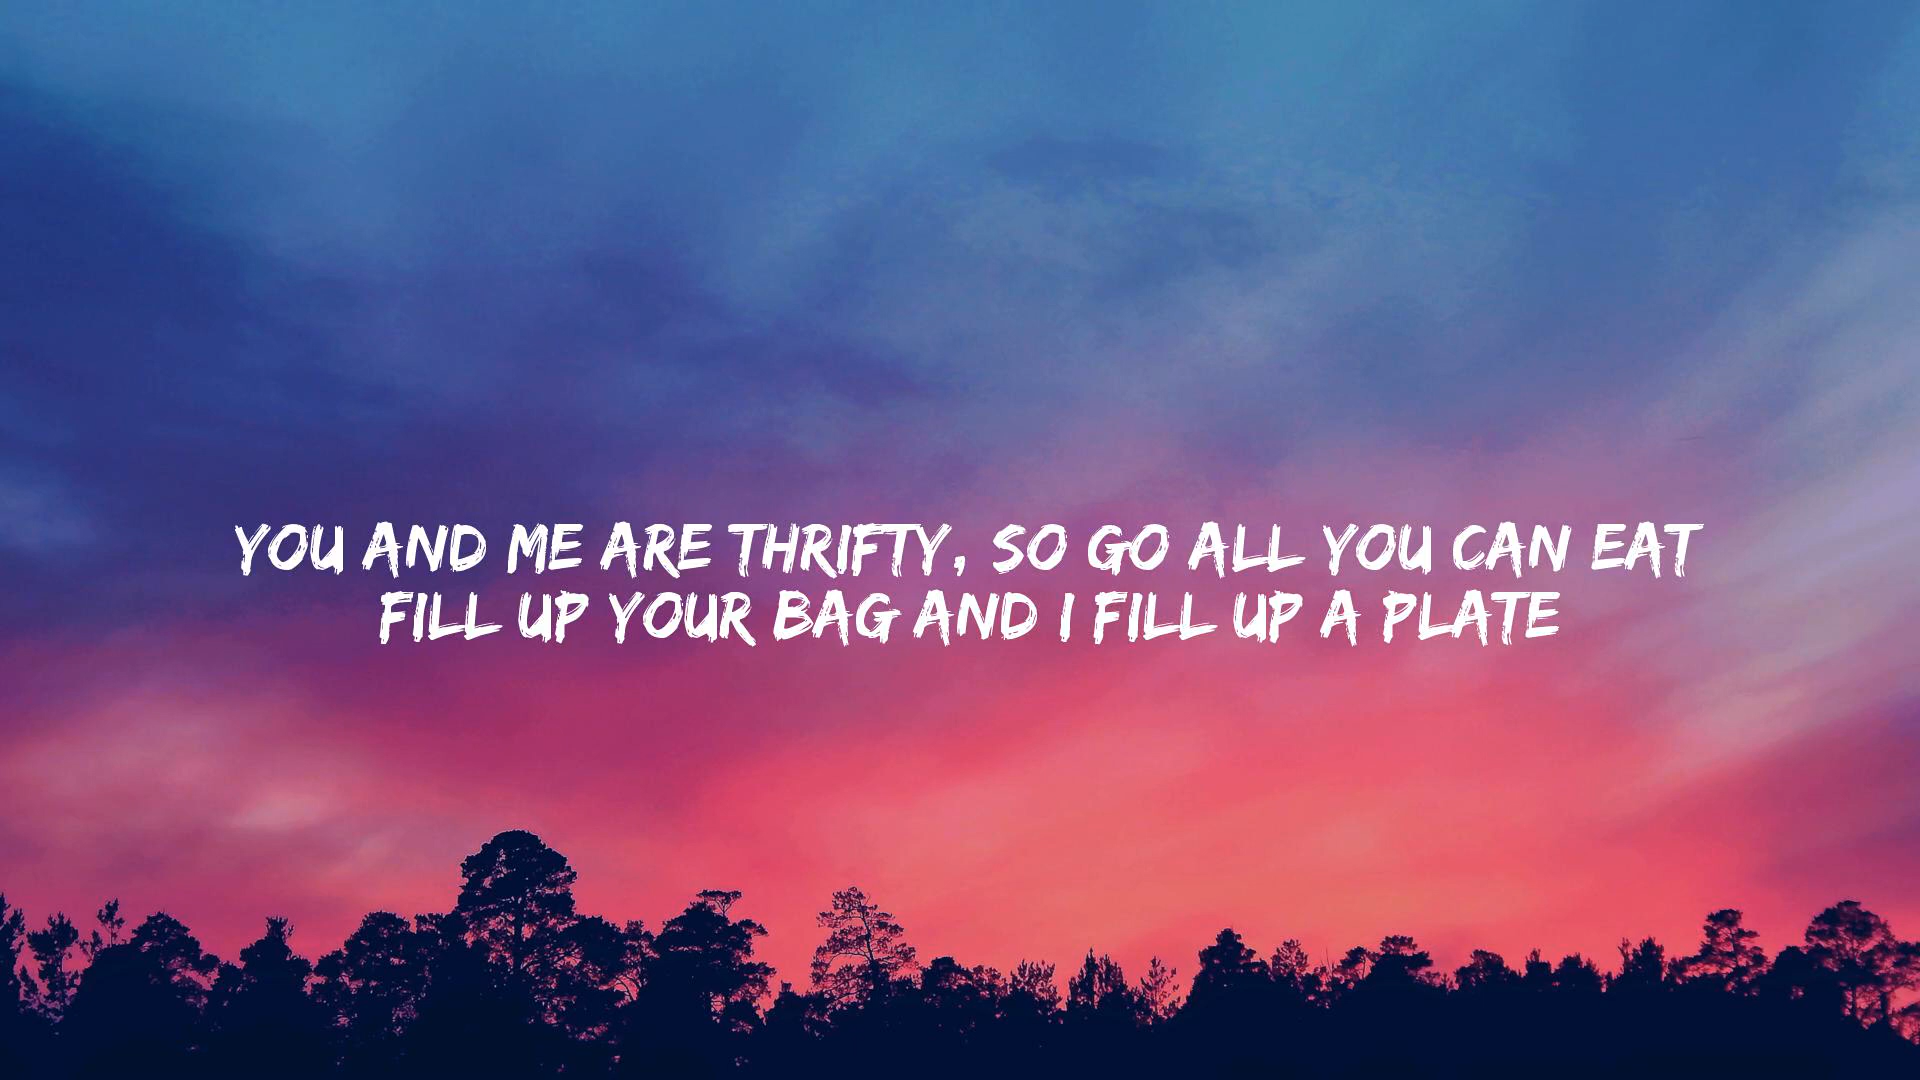 YOU AND ME ARE THRIFTY, SO GO ALL YOU CAN EAT
FILL UP YOUR BAG AND I FILL UP A PLATE